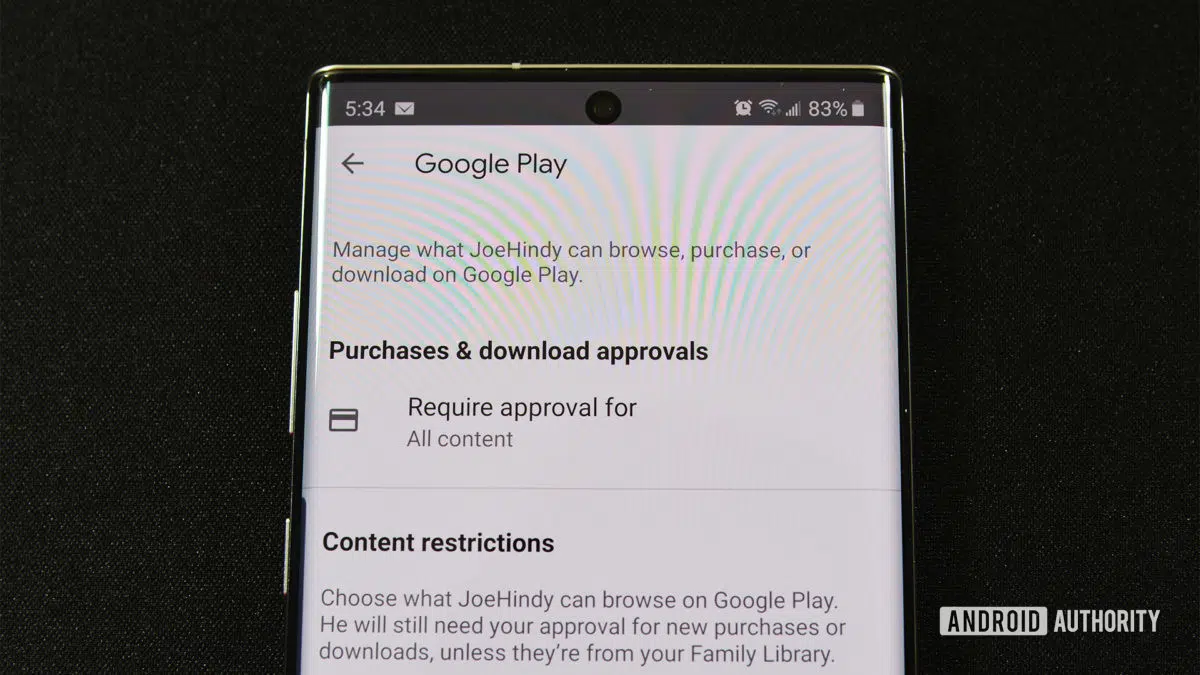 5:34
83%
Google Play
Manage what JoeHindy can browse, purchase, or
download on Google Play.
Purchases & download approvals
Require approval for
All content
Content restrictions
Choose what JoeHindy can browse on Google Play.
He will still need your approval for new purchases or
downloads, unless they’re from your Family Library.
ANDROID AUTHORITY